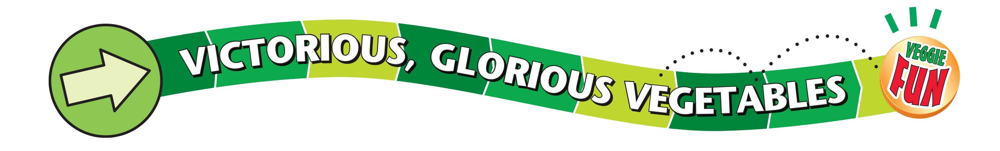 VICTORIOUS, GLORIOUS VEGETABLES
VEGGIE
FUN